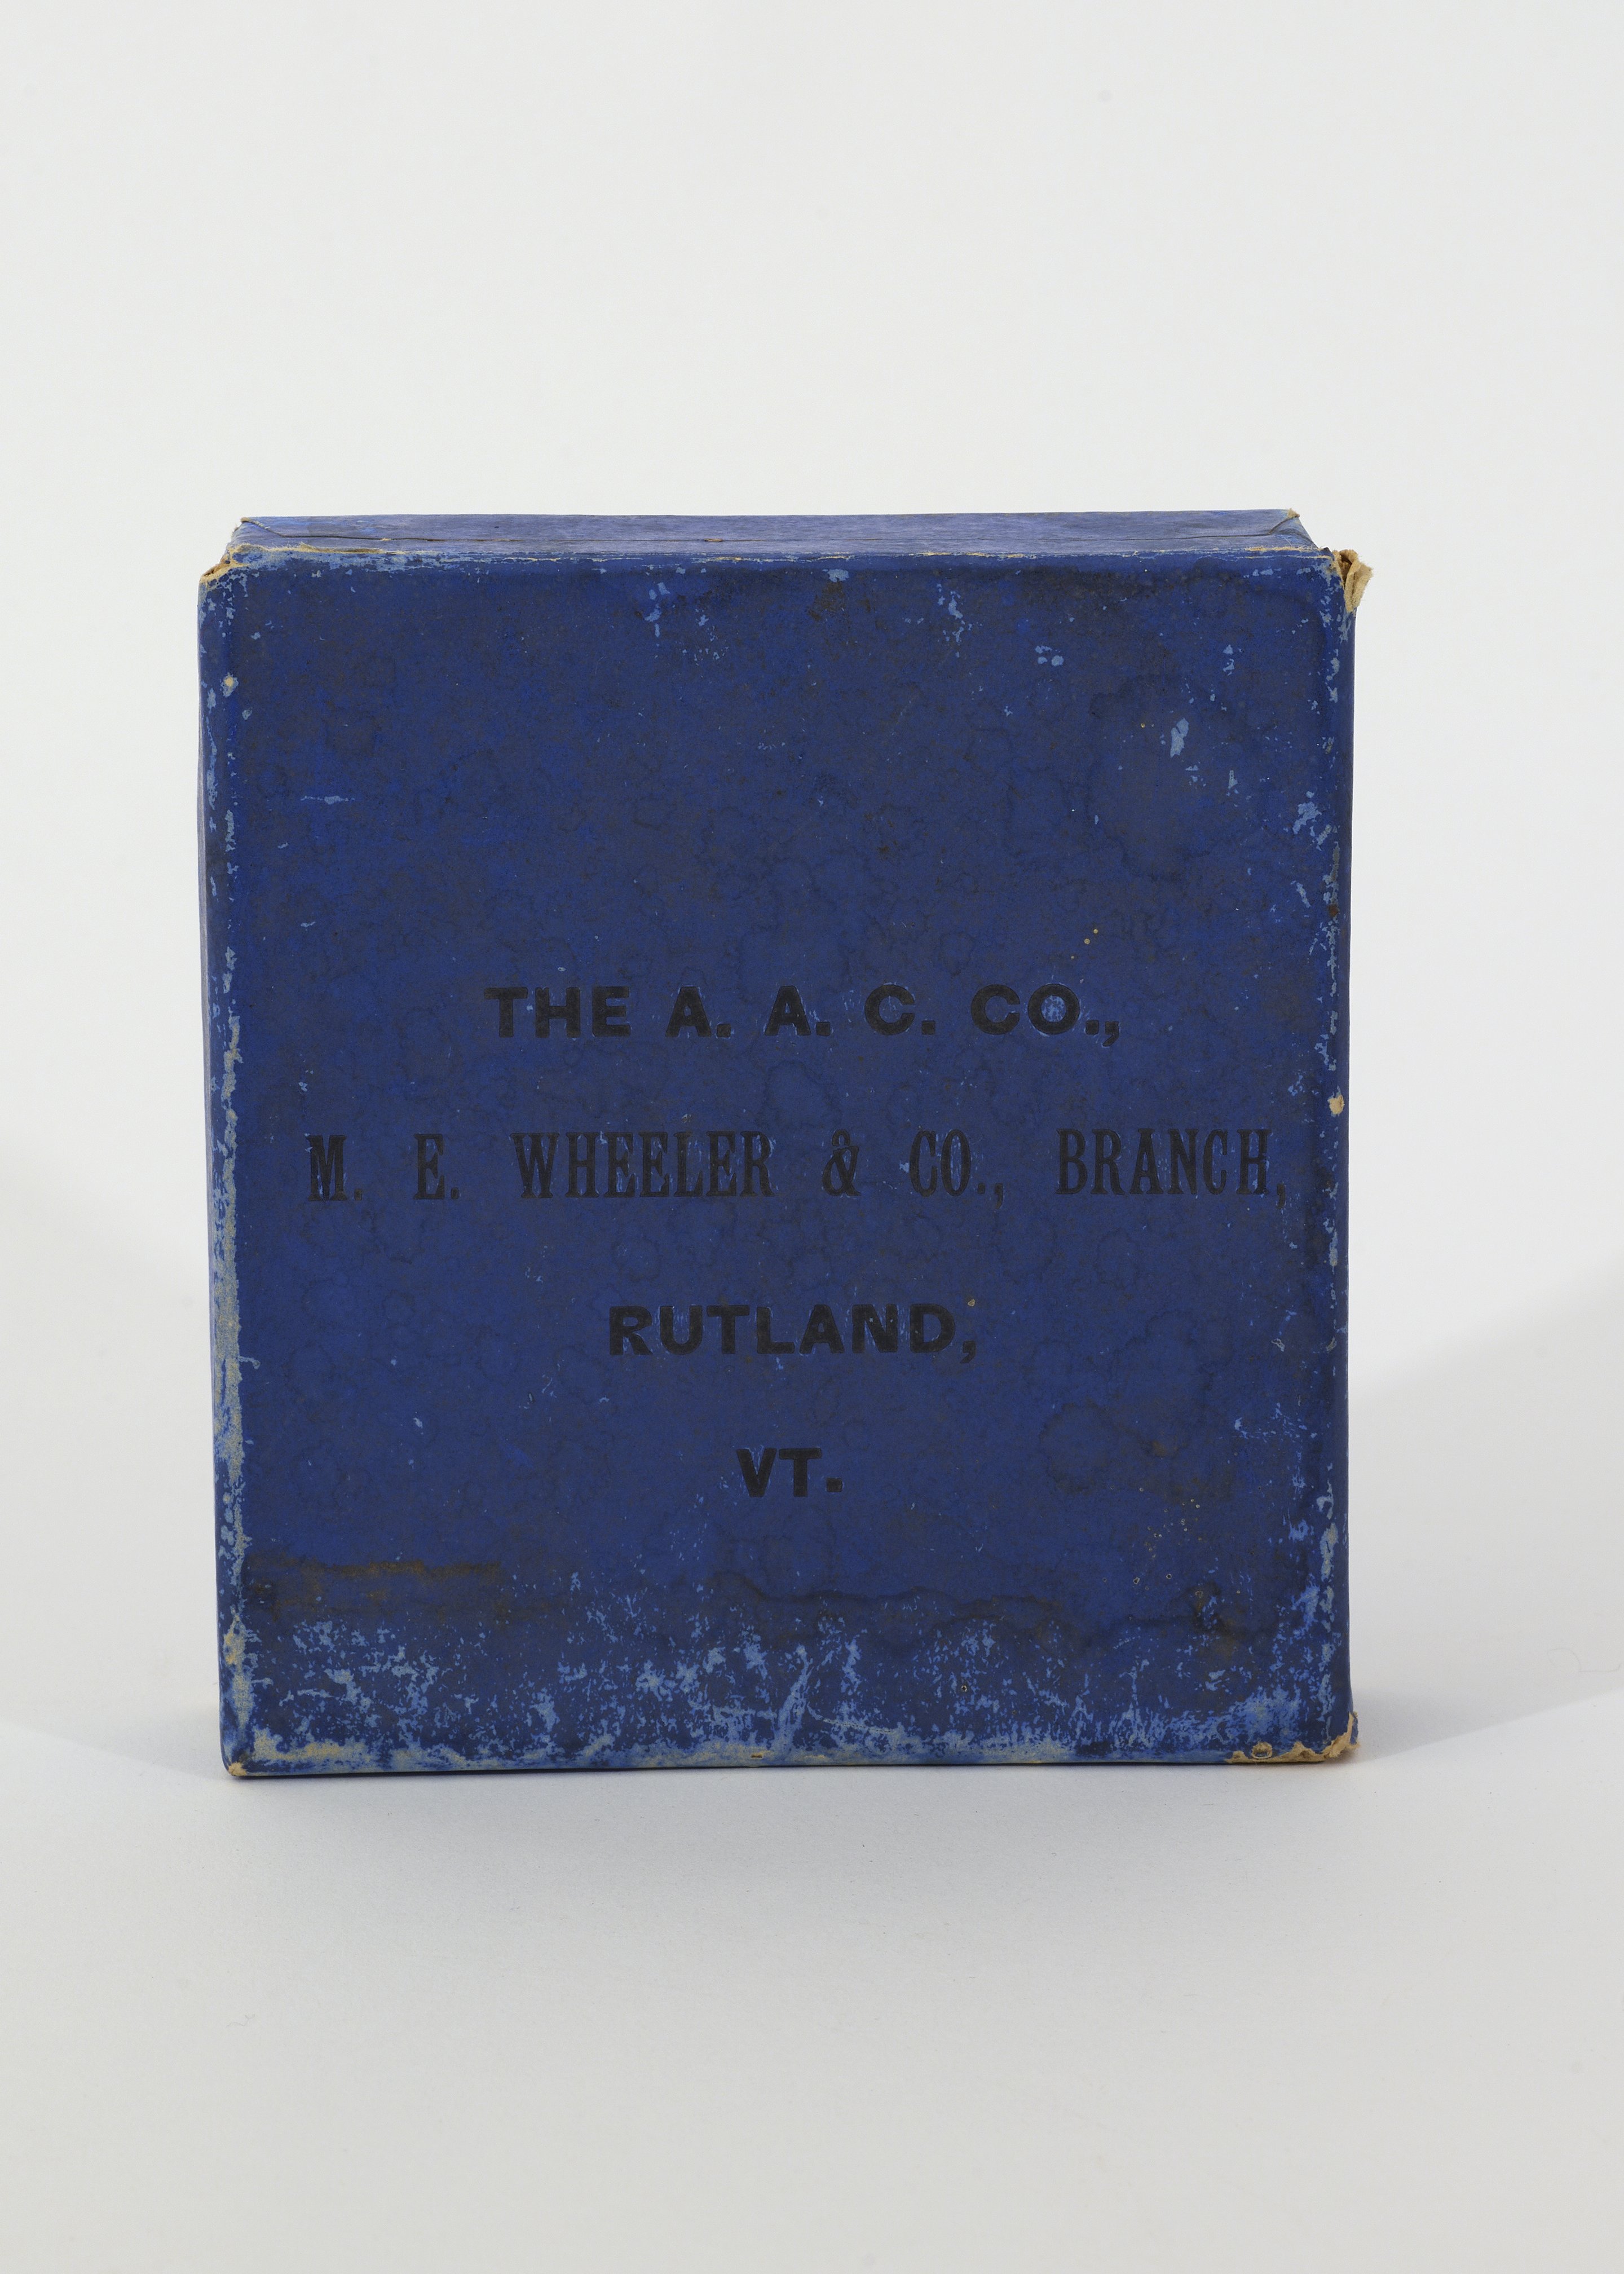 THE A. A. C. CO.,
M. E. WHEELER & CO., BRANCH,
RUTLAND,
VT.